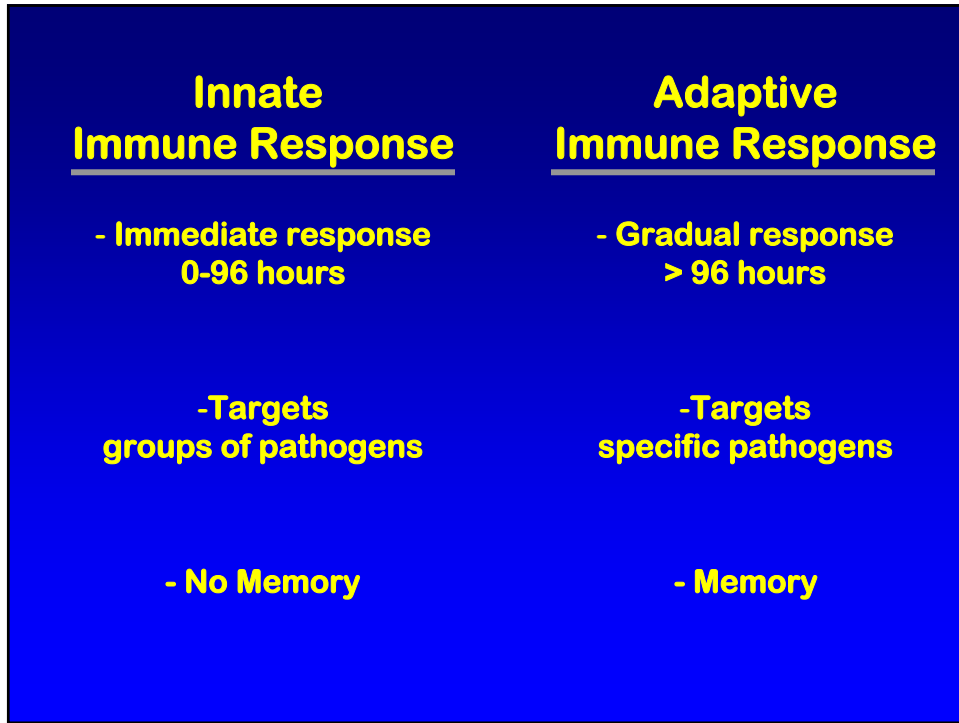 Innate
Immune Response
- Immediate response
0-96 hours
-Targets
groups of pathogens
- No Memory
Adaptive
Immune Response
- Gradual response
> 96 hours
-Targets
specific pathogens
- Memory